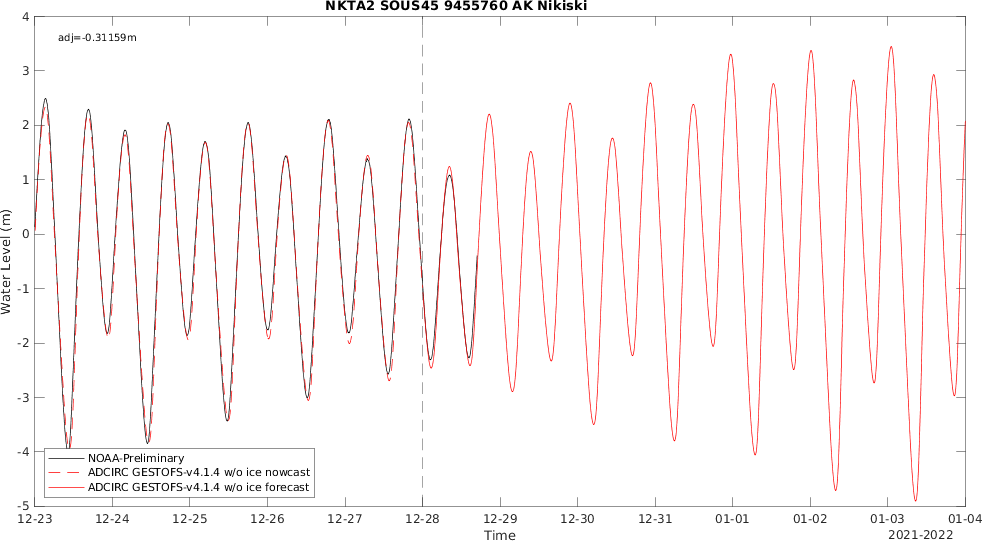 NKTA2 SOUS45 9455760 AK Nikiski
adj=-0.31159m
Water Level (m)
4
3
2
1
0
-1
-2
-3
-4
-5
NOAA-Preliminary
ADCIRC GESTOFS-v4.1.4 w/o ice nowcast
ADCIRC GESTOFS-v4.1.4 w/o ice forecast
12-23 12-24 12-25 12-26 12-27 12-28 12-29 12-30 12-31 01-01 01-02 01-03 01-04
Time
2021-2022